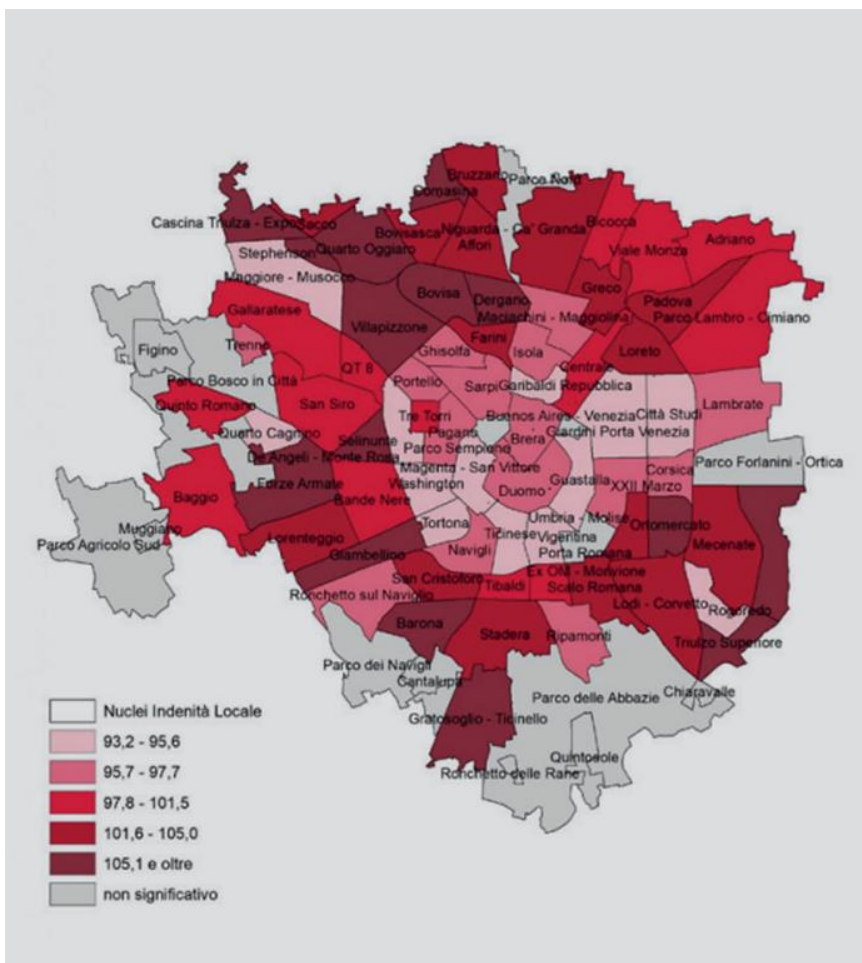 Bruzzano
Parco Nord
Comasina
Cascina Triulza - Expo
Sacco
Bovisasca
Niguarda - Ca' Granda
Bicocca
Stephenson
Quarto Oggiaro
Affori
Viale Monza
Adriano
Maggiore - Musocco
Bovisa
Dergano
Greco
Padova
Gallaratese
Villapizzone
Maciachini - Maggiolina
Parco Lambro - Cimiano
Farini
Figino
Trenno
Ghisolfa
Isola
Loreto
QT 8
Centrale
Parco Bosco in Città
Portello
Sarpi
Garibaldi Repubblica
Quinto Romano
San Siro
Tre Torri
Buenos Aires - Venezia
Città Studi
Lambrate
Quarto Cagnino
Selinunte
Pagano
Brera
Giardini Porta Venezia
De Angeli - Monte Rosa
Parco Sempione
Parco Forlanini - Ortica
Baggio
Forze Armate
Magenta - San Vittore
Corsica
Bande Nere
Washington
Duomo
Guastalla
XXII Marzo
Muggiano
Tortona
Umbria - Molise
Ortomercato
Parco Agricolo Sud
Lorenteggio
Ticinese
Vigentina
Mecenate
Giambellino
Navigli
Porta Romana
San Cristoforo
Tibaldi
Ex OM - Morivione
Ronchetto sul Naviglio
Scalo Romana
Lodi - Corvetto
Rogoredo
Barona
Stadera
Ripamonti
Triulzo Superiore
Parco dei Navigli
Cantalupa
Parco delle Abbazie
Chiaravalle
Gratosoglio - Ticinello
Quintosole
Ronchetto delle Rane
Nuclei Indenità Locale
93,2 - 95,6
95,7 - 97,7
97,8 - 101,5
101,6 - 105,0
105,1 e oltre
non significativo